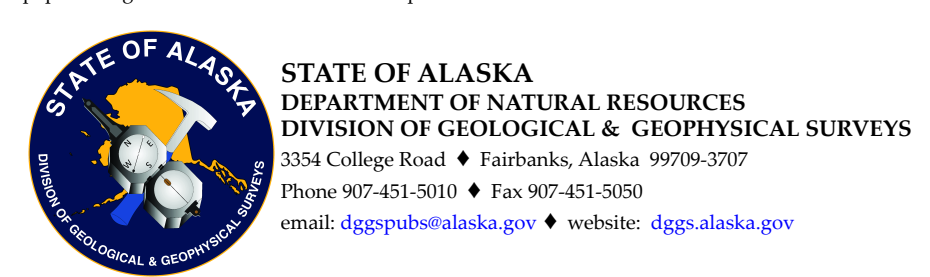 STATE OF ALASKA
DIVISION OF GEOLOGICAL & GEOPHYSICAL SURVEYS
N
E
W
S
STATE OF ALASKA
DEPARTMENT OF NATURAL RESOURCES
DIVISION OF GEOLOGICAL & GEOPHYSICAL SURVEYS
3354 College Road ♦ Fairbanks, Alaska 99709-3707
Phone 907-451-5010 ♦ Fax 907-451-5050
email: dggspubs@alaska.gov ♦ website: dggs.alaska.gov